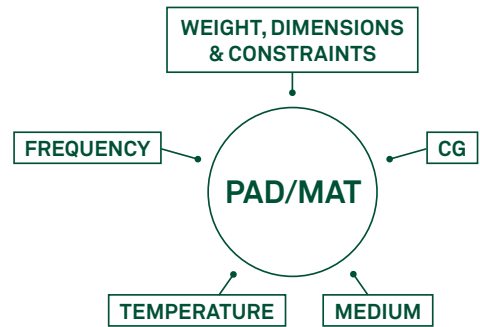 WEIGHT, DIMENSIONS
& CONSTRAINTS
FREQUENCY
CG
PAD/MAT
TEMPERATURE
MEDIUM